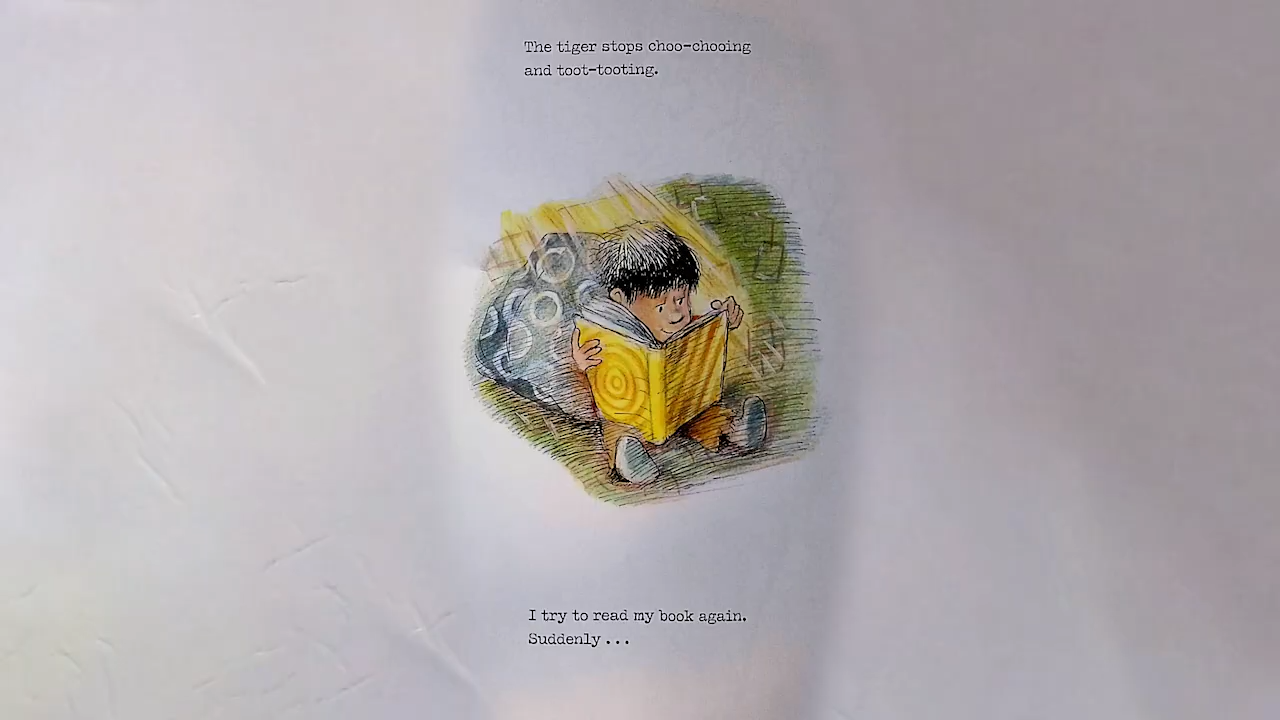 The tiger stops choo-chooing
and toot-tooting.
I try to read my book again.
Suddenly . . .